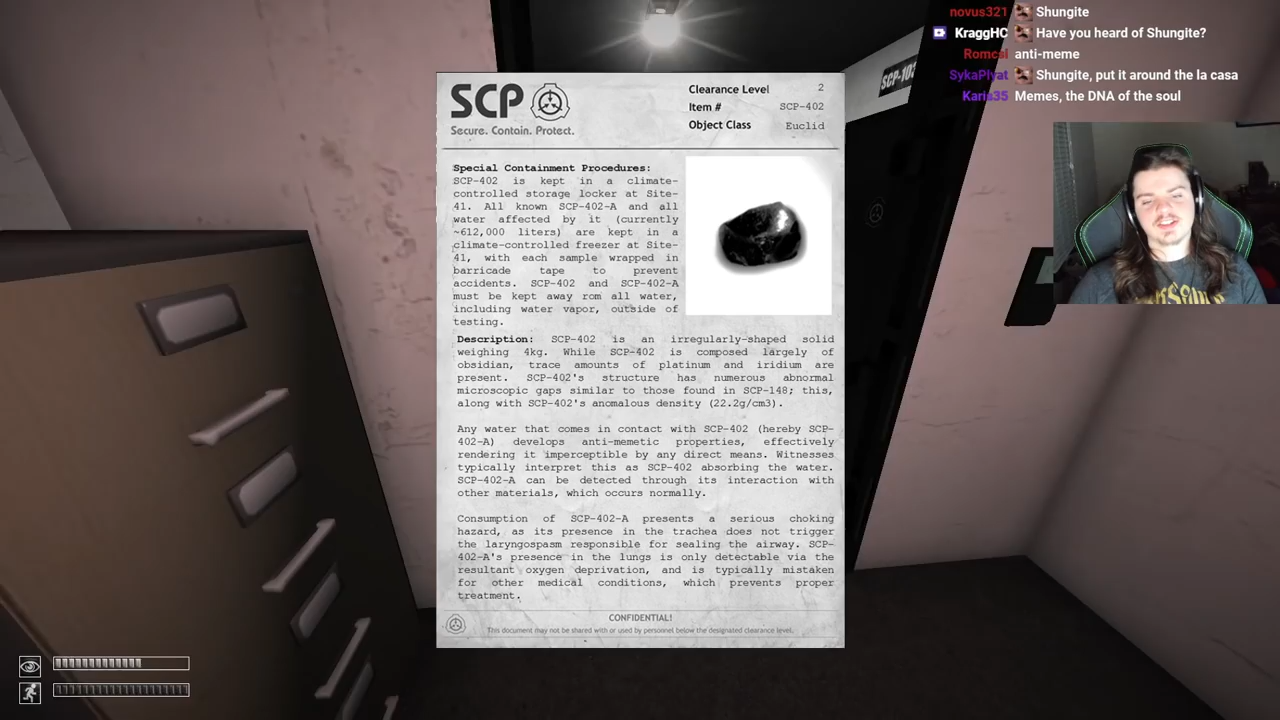 novus321 Shungite
KraggHC Have you heard of Shungite?
Romcsi anti-meme
SykaPlyat Shungite, put it around the la casa
Karis35 Memes, the DNA of the soul
SCP
Secure. Contain. Protect.
Clearance Level 2
Item # SCP-402
Object Class Euclid
Special Containment Procedures:
SCP-402 is kept in a climate-
controlled storage locker at Site-
41. All known SCP-402-A and all
water affected by it (currently
~612,000 liters) are kept in a
climate-controlled freezer at Site-
41, with each sample wrapped in
barricade tape to prevent
accidents. SCP-402 and SCP-402-A
must be kept away rom all water,
including water vapor, outside of
testing.
Description: SCP-402 is an irregularly-shaped solid
weighing 4kg. While SCP-402 is composed largely of
obsidian, trace amounts of platinum and iridium are
present. SCP-402's structure has numerous abnormal
microscopic gaps similar to those found in SCP-148; this,
along with SCP-402's anomalous density (22.2g/cm3).
Any water that comes in contact with SCP-402 (hereby SCP-
402-A) develops anti-memetic properties, effectively
rendering it imperceptible by any direct means. Witnesses
typically interpret this as SCP-402 absorbing the water.
SCP-402-A can be detected through its interaction with
other materials, which occurs normally.
Consumption of SCP-402-A presents a serious choking
hazard, as its presence in the trachea does not trigger
the laryngospasm responsible for sealing the airway. SCP-
402-A's presence in the lungs is only detectable via the
resultant oxygen deprivation, and is typically mistaken
for other medical conditions, which prevents proper
treatment.
CONFIDENTIAL!
This document may not be shared with or used by personnel below the designated clearance level.